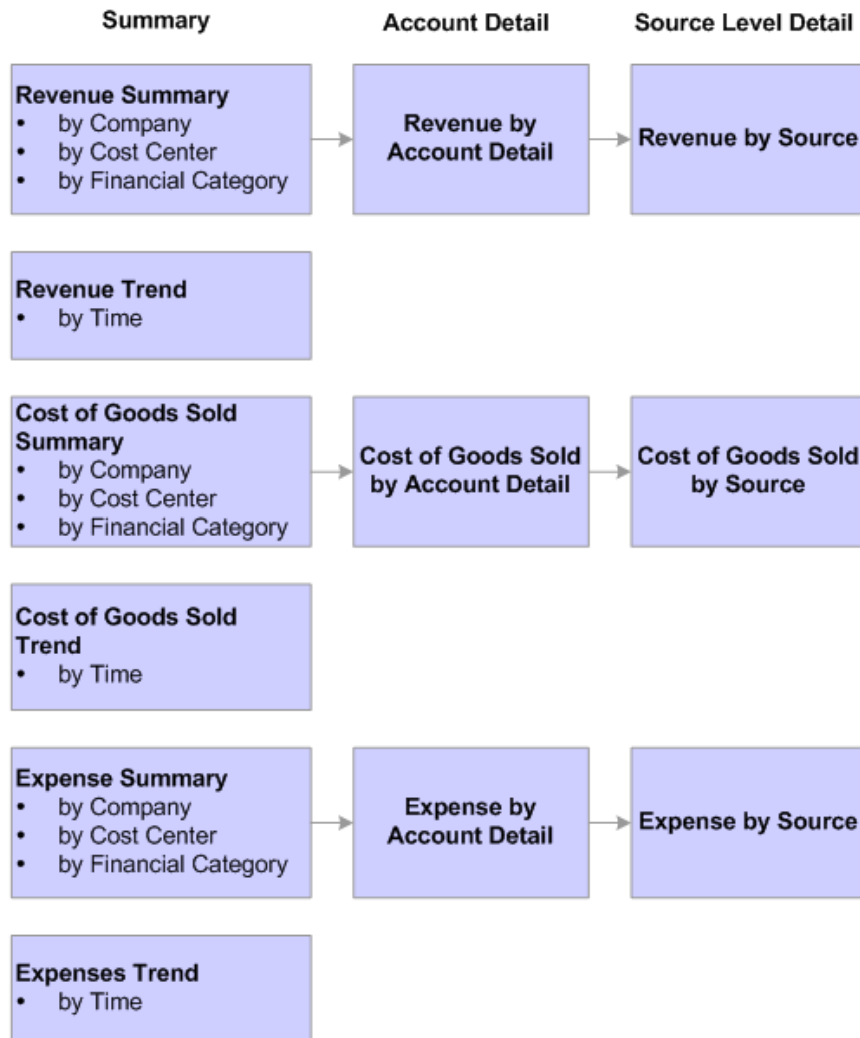 Summary
Account Detail
Source Level Detail
Revenue Summary
• by Company
• by Cost Center
• by Financial Category
Revenue by
Account Detail
Revenue by Source
Revenue Trend
• by Time
Cost of Goods Sold
Summary
• by Company
• by Cost Center
• by Financial Category
Cost of Goods Sold
by Account Detail
Cost of Goods Sold
by Source
Cost of Goods Sold
Trend
• by Time
Expense Summary
• by Company
• by Cost Center
• by Financial Category
Expense by
Account Detail
Expense by Source
Expenses Trend
• by Time